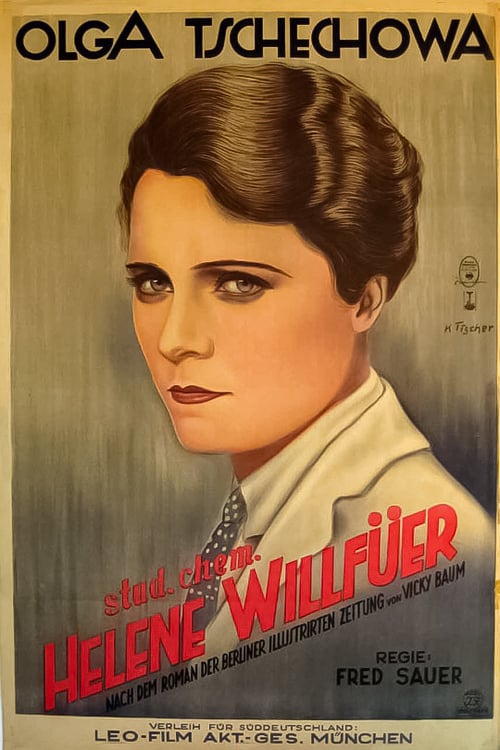 OLGA TSCHECHOWA
K Tischer
stud. chem.
HELENE WILLFÜER
NACH DEM ROMAN DER BERLINER ILLUSTRIRTEN ZEITUNG VON VICKY BAUM
REGIE:
FRED SAUER
VERLEIH FÜR SÜDDEUTSCHLAND:
LEO-FILM AKT.-GES. MÜNCHEN